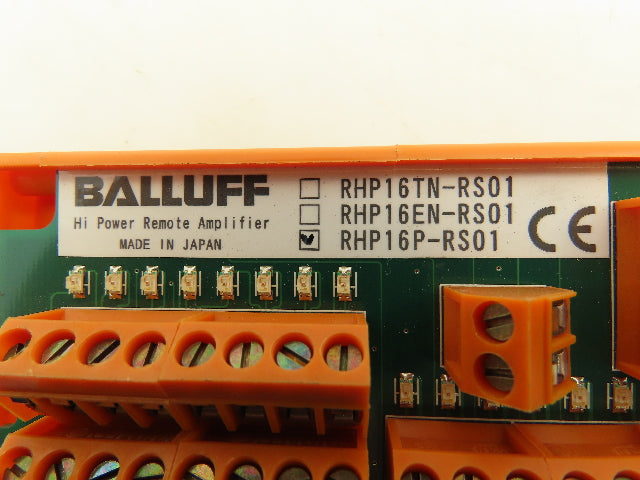 BALLUFF
Hi Power Remote Amplifier
MADE IN JAPAN
RHP16TN-RS01
RHP16EN-RS01
RHP16P-RS01
CE